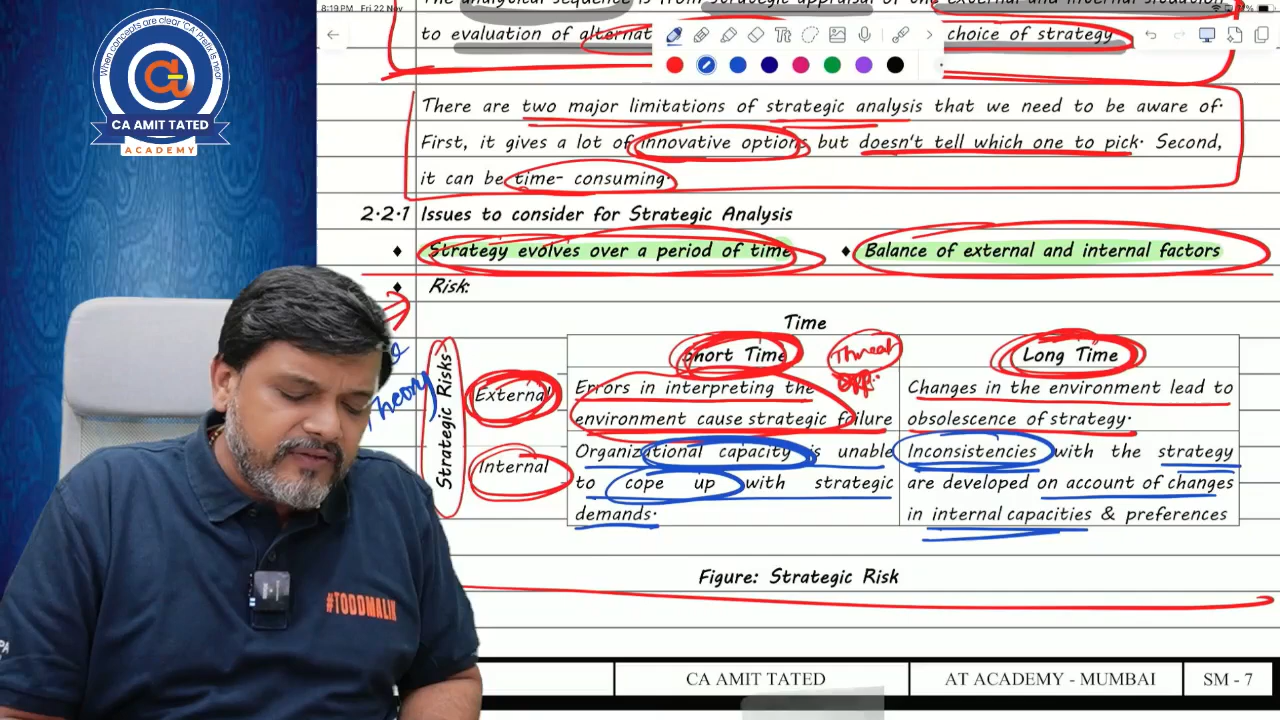 8:19PM Fri 22 Nov
When concepts are clear 'CA' Prefix is near
CA AMIT TATED
ACADEMY
to evaluation of alternat choice of strategy
There are two major limitations of strategic analysis that we need to be aware of.
First, it gives a lot of innovative options but doesn't tell which one to pick. Second,
it can be time- consuming.
2.2.1 Issues to consider for Strategic Analysis
♦ Strategy evolves over a period of time ♦ Balance of external and internal factors
♦ Risk:
Time
Short Time Threat Long Time
Opp.
Strategic Risks
Theory
External Errors in interpreting the Changes in the environment lead to
environment cause strategic failure obsolescence of strategy.
Internal Organizational capacity is unable Inconsistencies with the strategy
to cope up with strategic are developed on account of changes
demands. in internal capacities & preferences
Figure: Strategic Risk
#TODDMALIK
CA AMIT TATED AT ACADEMY - MUMBAI SM - 7